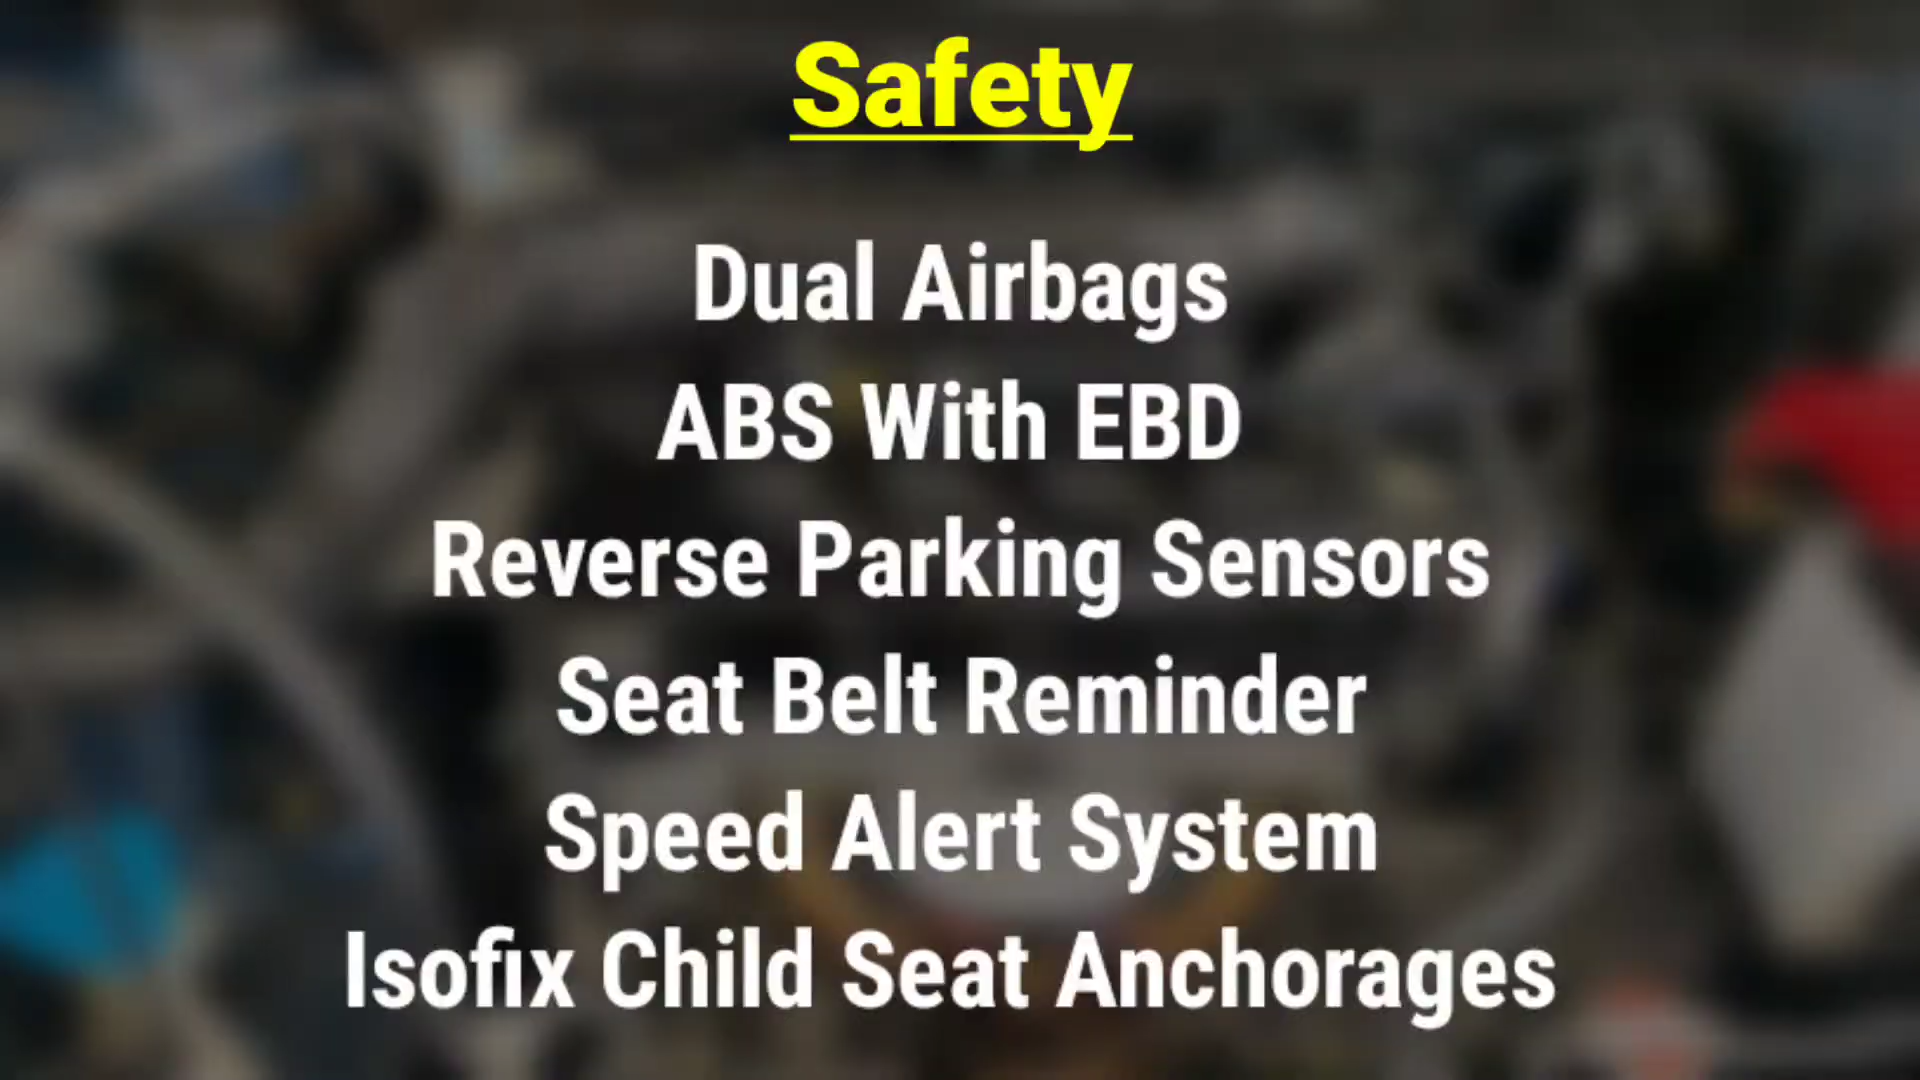 Safety
Dual Airbags
ABS With EBD
Reverse Parking Sensors
Seat Belt Reminder
Speed Alert System
Isofix Child Seat Anchorages